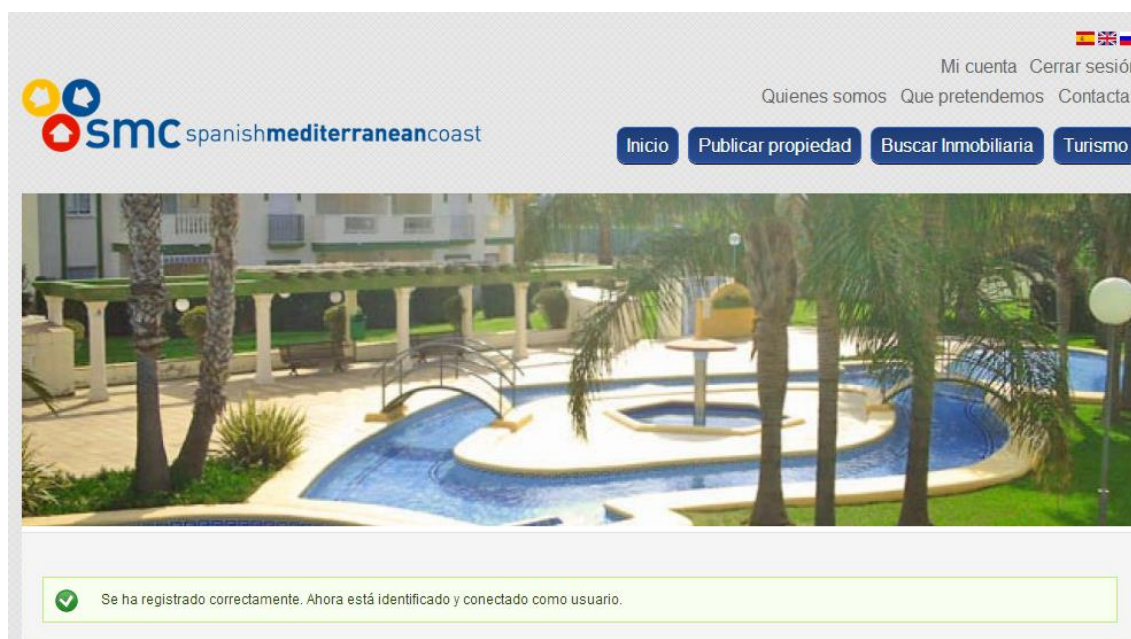 Mi cuenta Cerrar sesión
Quienes somos Que pretendemos Contacta
smc spanishmediterraneancoast
Inicio Publicar propiedad Buscar Inmobiliaria Turismo
Se ha registrado correctamente. Ahora está identificado y conectado como usuario.